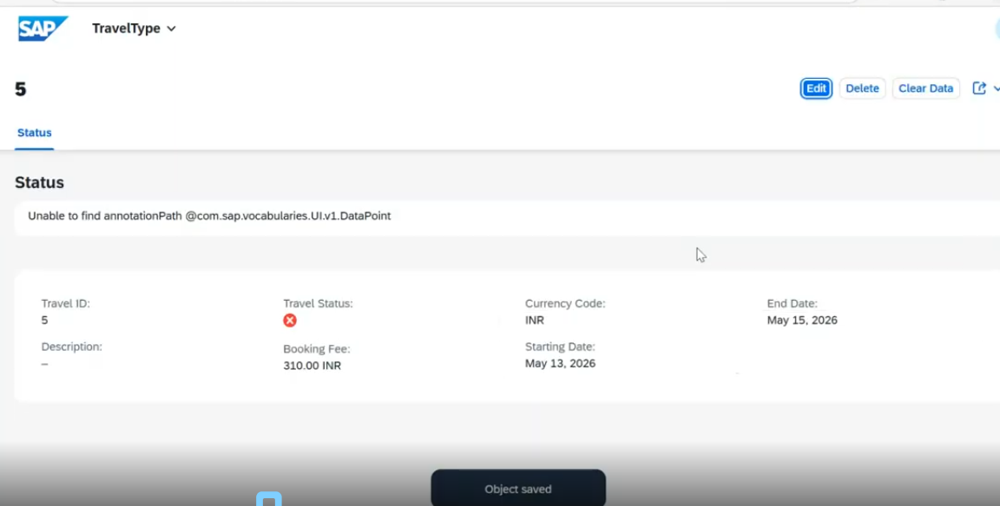 SAP TravelType
5
Edit Delete Clear Data
Status
Status
Unable to find annotationPath @com.sap.vocabularies.UI.v1.DataPoint
Travel ID: Travel Status: Currency Code: End Date:
5 INR May 15, 2026
Description: Booking Fee: Starting Date:
– 310.00 INR May 13, 2026
Object saved